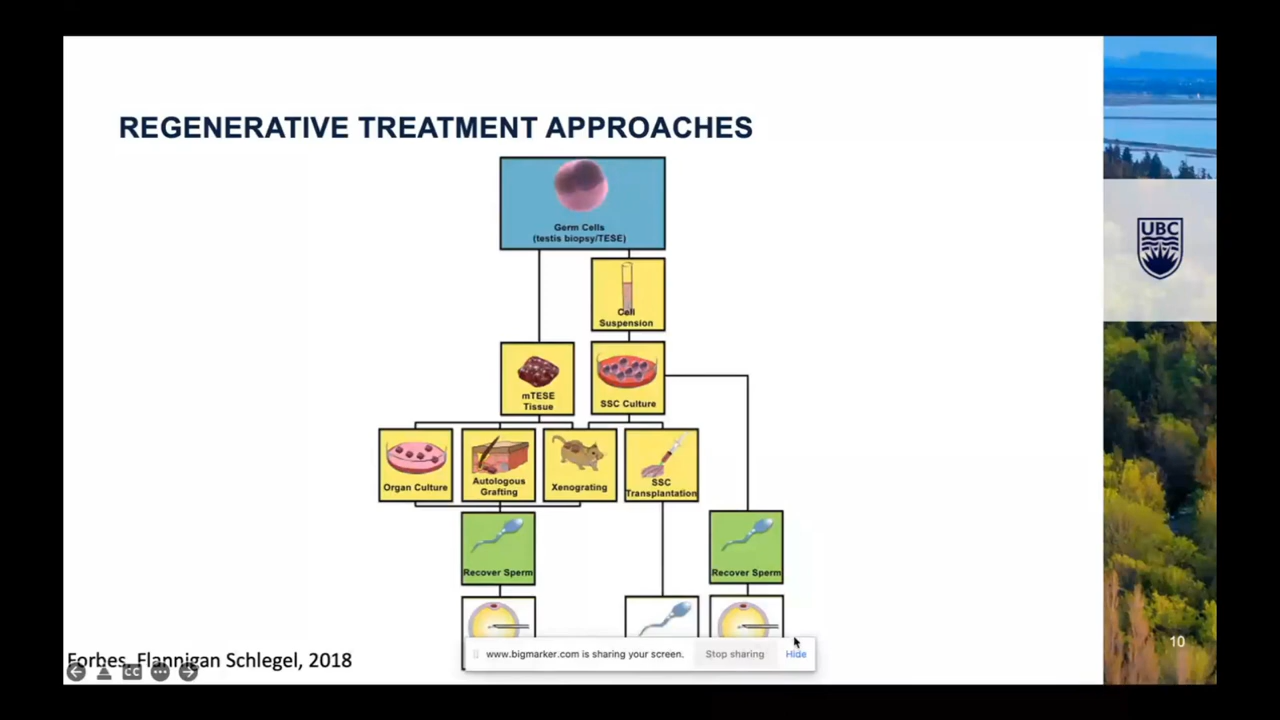 REGENERATIVE TREATMENT APPROACHES
UBC
Germ Cells
(testis biopsy/TESE)
Cell
Suspension
mTESE
Tissue
SSC Culture
Organ Culture
Autologous
Grafting
Xenograting
SSC
Transplantation
Recover Sperm
Recover Sperm
www.bigmarker.com is sharing your screen.
Stop sharing
Hide
10
Forbes, Flannigan Schlegel, 2018
CC